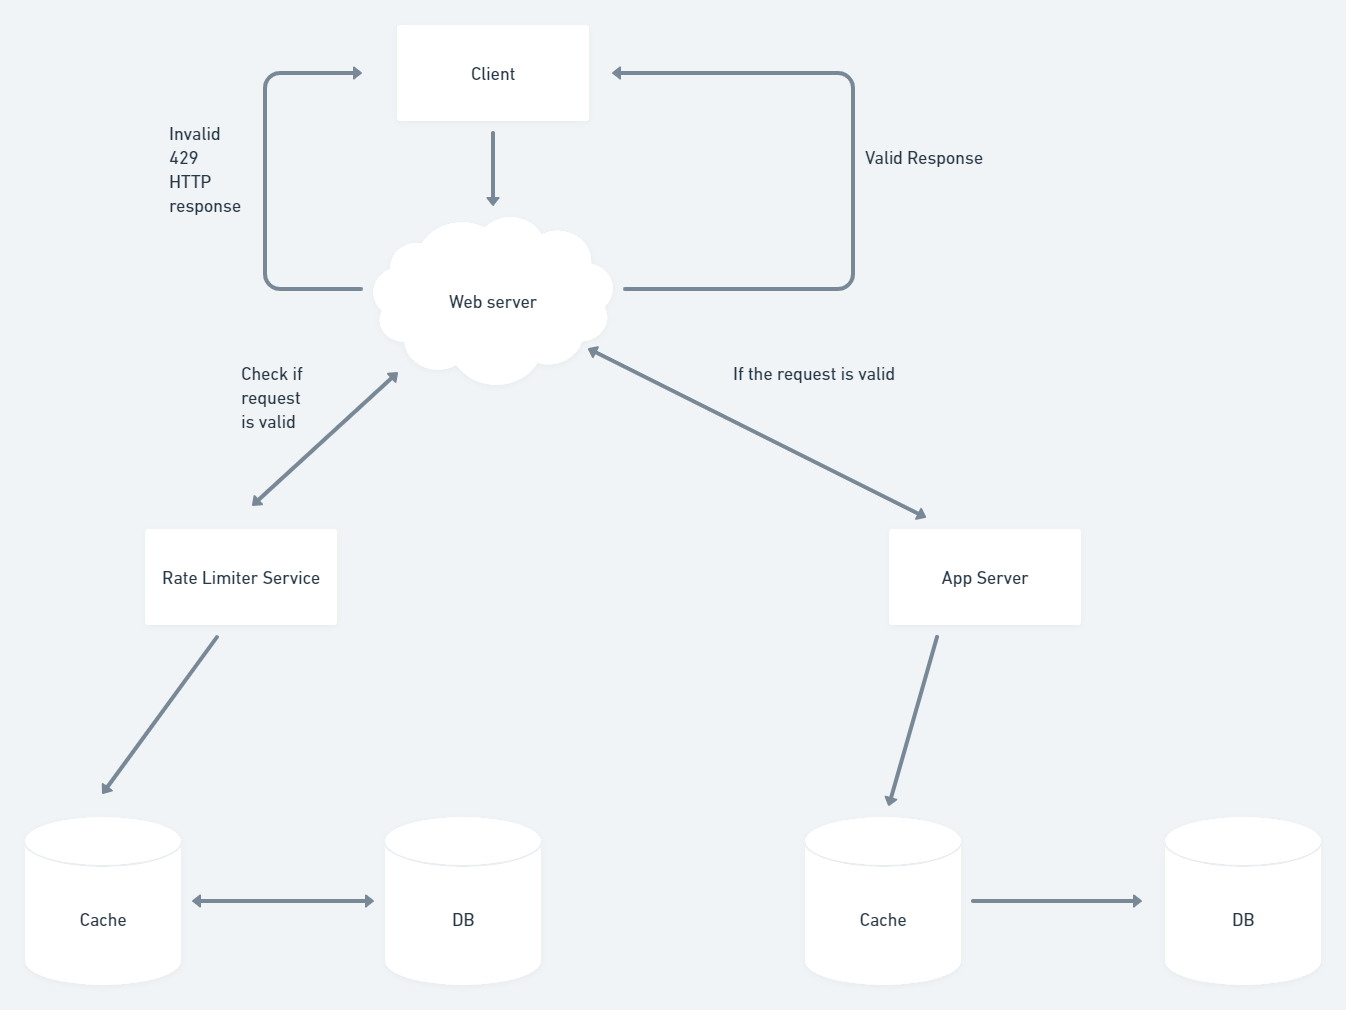 Client
Invalid
429
HTTP
response
Valid Response
Web server
Check if
request
is valid
If the request is valid
Rate Limiter Service
App Server
Cache
DB
Cache
DB